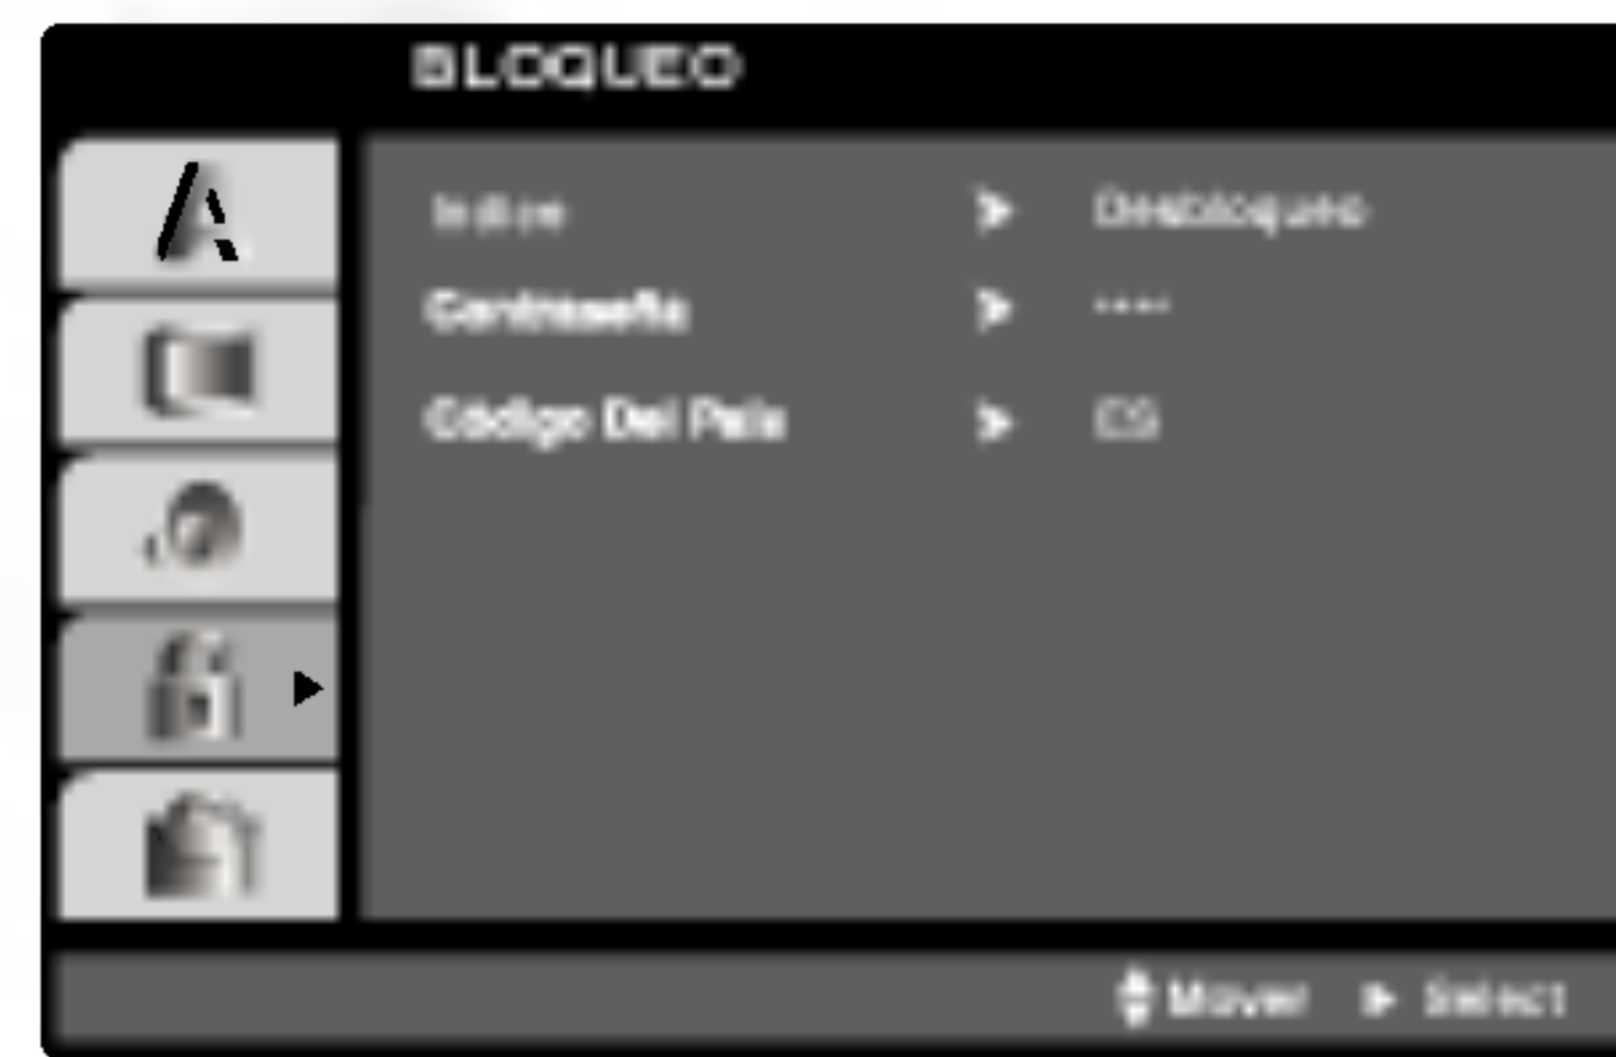 BLOQUEO
Indice Desbloqueo
Contraseña ····
Código Del País ES
Mover Select